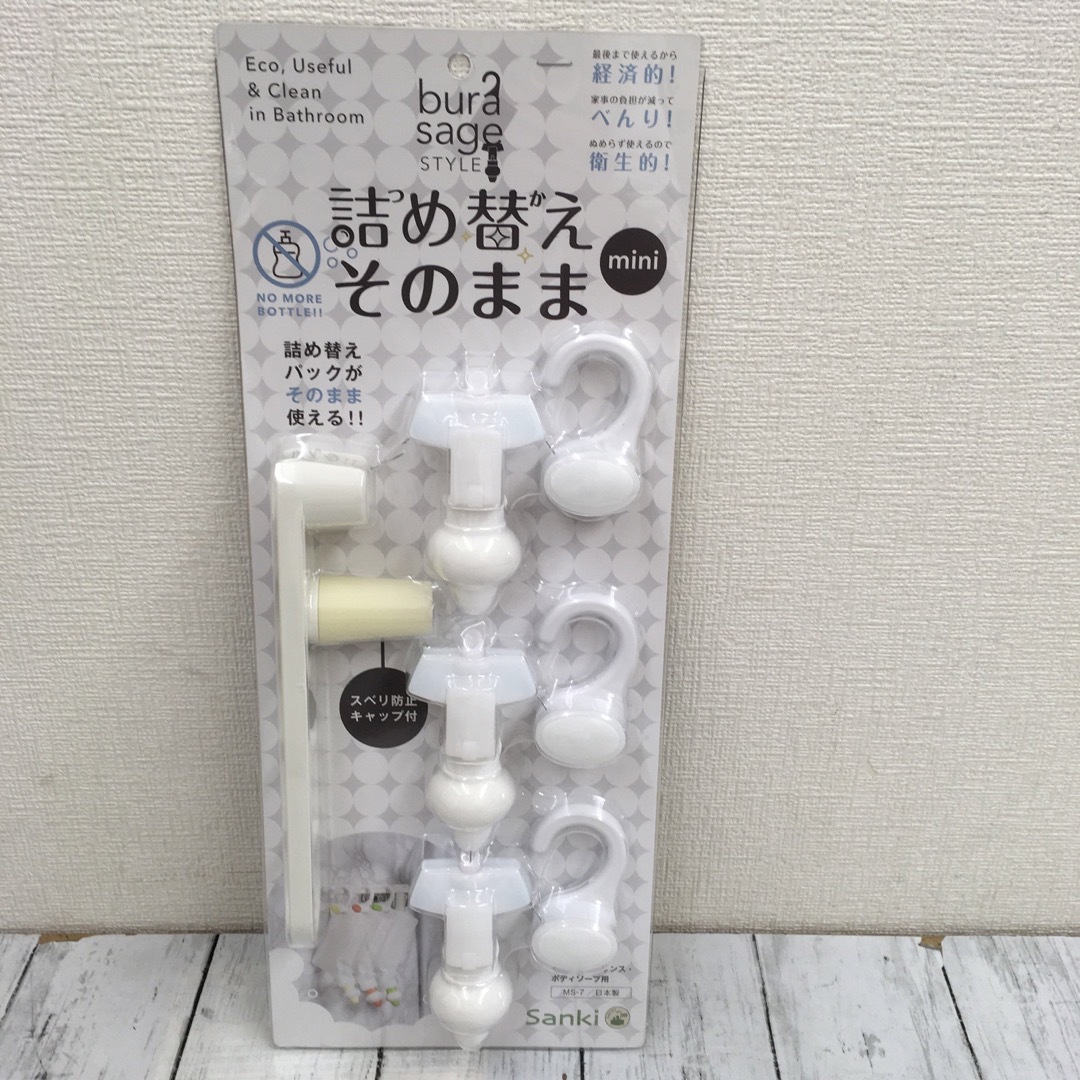 Eco, Useful
& Clean
in Bathroom
bura
sage
STYLE
最後まで使えるから
経済的!
家事の負担が減って
べんり!
ぬめらず使えるので
衛生的!
詰つめ替かえ
そのまま
mini
NO MORE
BOTTLE!!
詰め替え
パックが
そのまま
使える!!
スベリ防止
キャップ付
ンス・
ボディソープ用
MS-7/日本製
Sanki